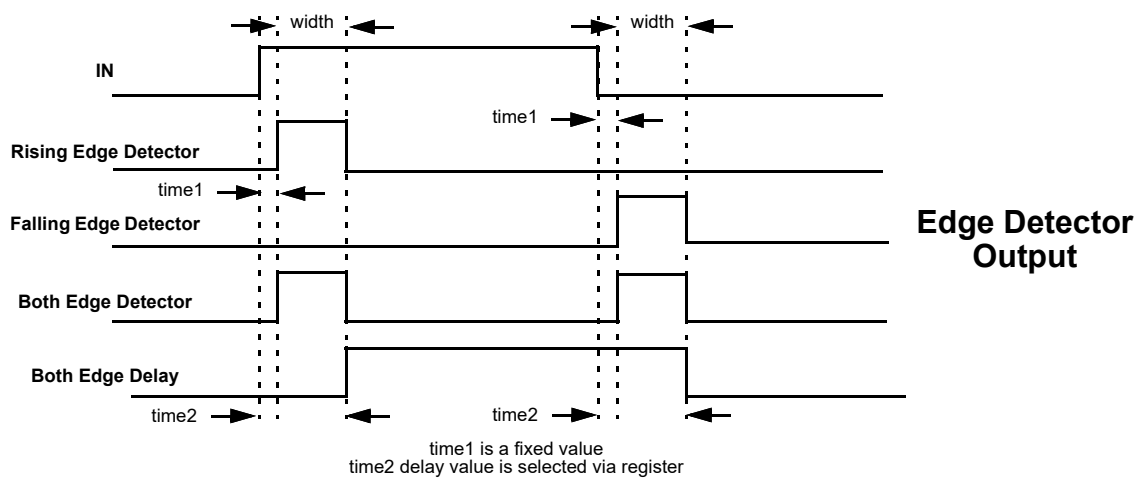 width
width
IN
time1
Rising Edge Detector
time1
Falling Edge Detector
Edge Detector
Output
Both Edge Detector
Both Edge Delay
time2
time2
time1 is a fixed value
time2 delay value is selected via register